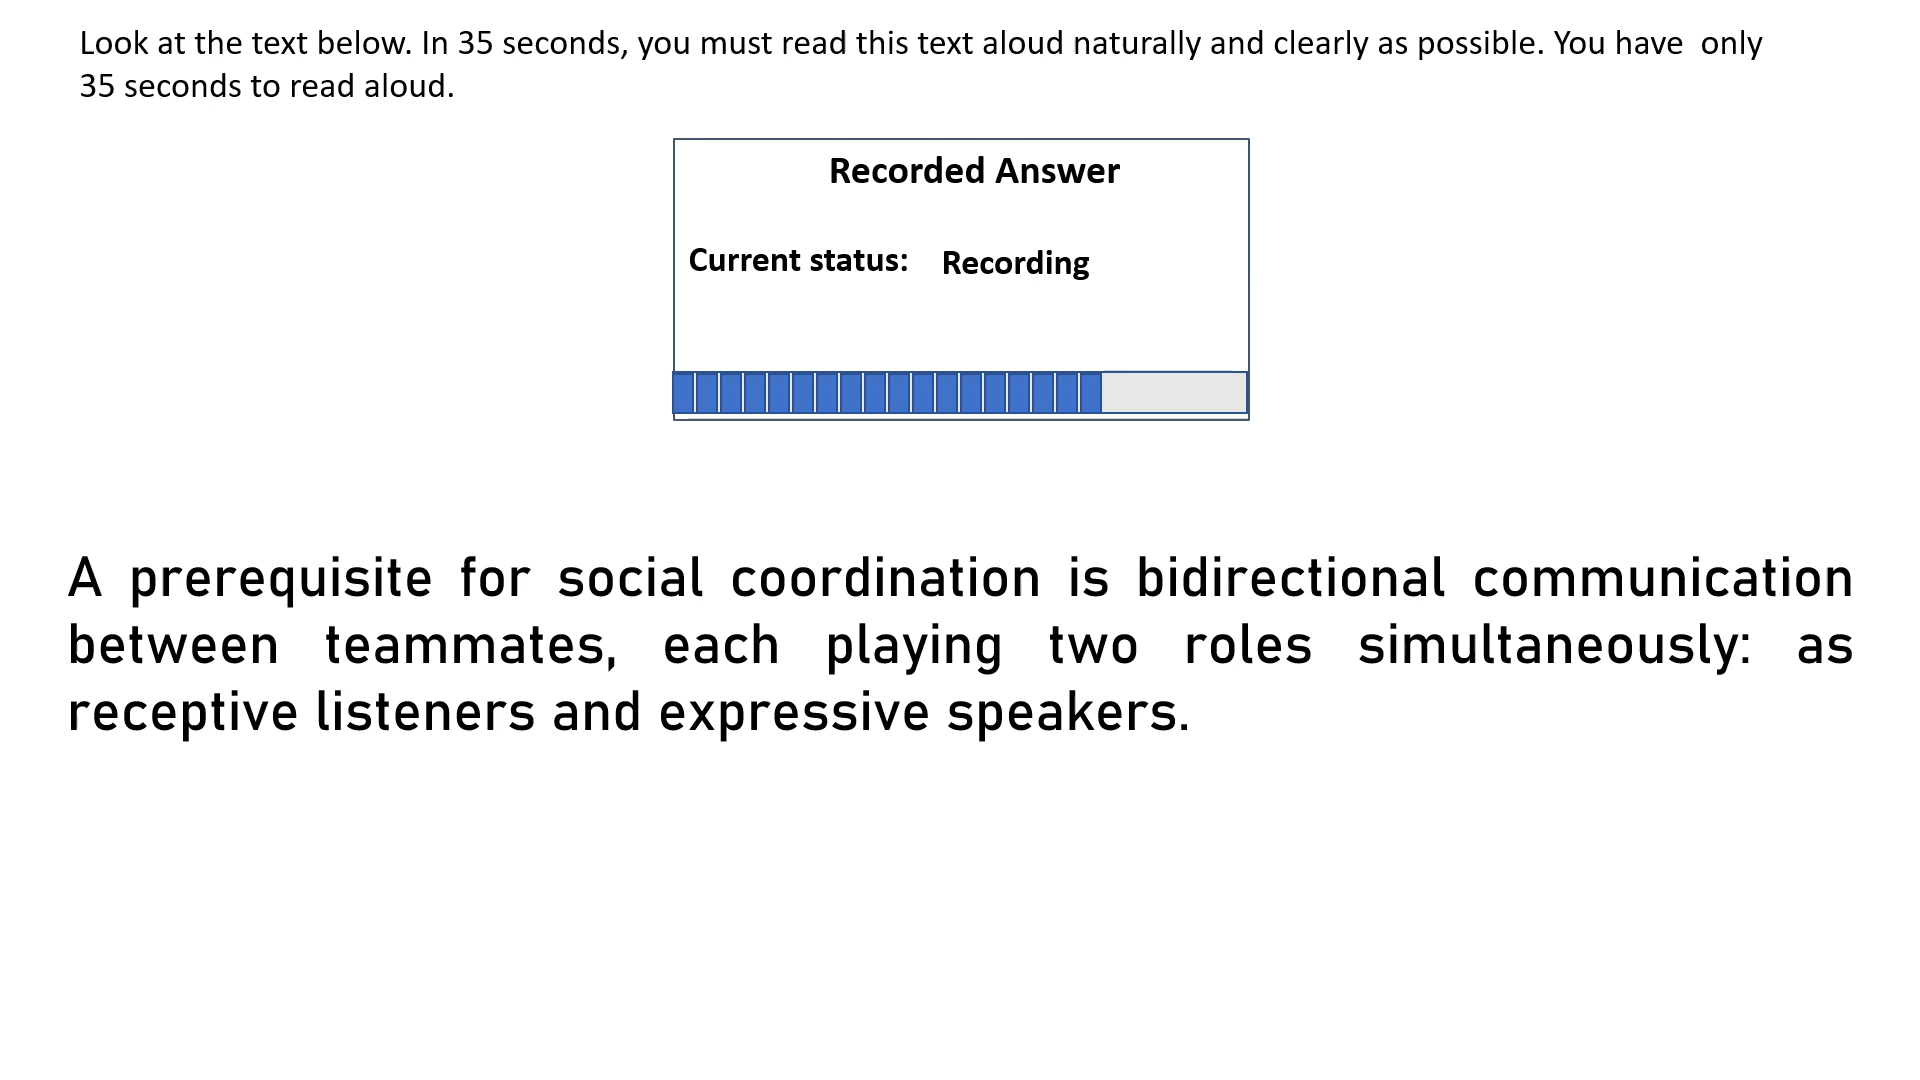 Look at the text below. In 35 seconds, you must read this text aloud naturally and clearly as possible. You have  only
35 seconds to read aloud.
Recorded Answer
Current status: Recording
A prerequisite for social coordination is bidirectional communication
between teammates, each playing two roles simultaneously: as
receptive listeners and expressive speakers.